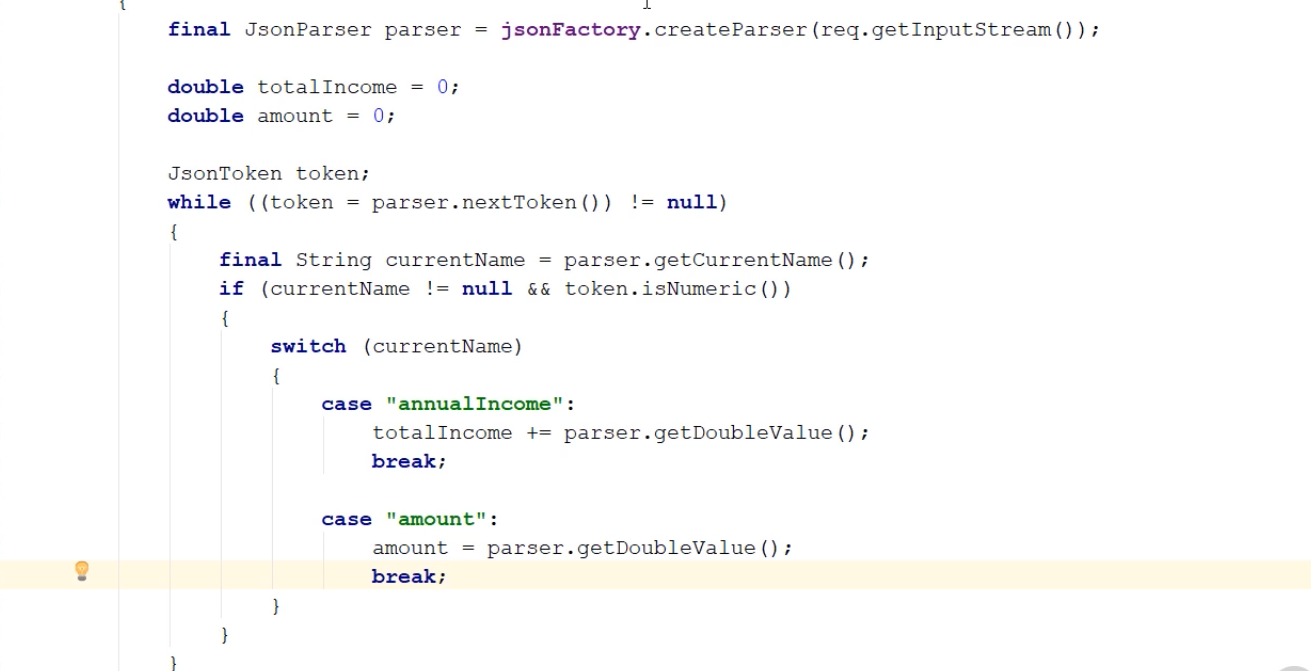 {
final JsonParser parser = jsonFactory.createParser(req.getInputStream());
double totalIncome = 0;
double amount = 0;
JsonToken token;
while ((token = parser.nextToken()) != null)
{
final String currentName = parser.getCurrentName();
if (currentName != null && token.isNumeric())
{
switch (currentName)
{
case "annualIncome":
totalIncome += parser.getDoubleValue();
break;
case "amount":
amount = parser.getDoubleValue();
break;
}
}
}